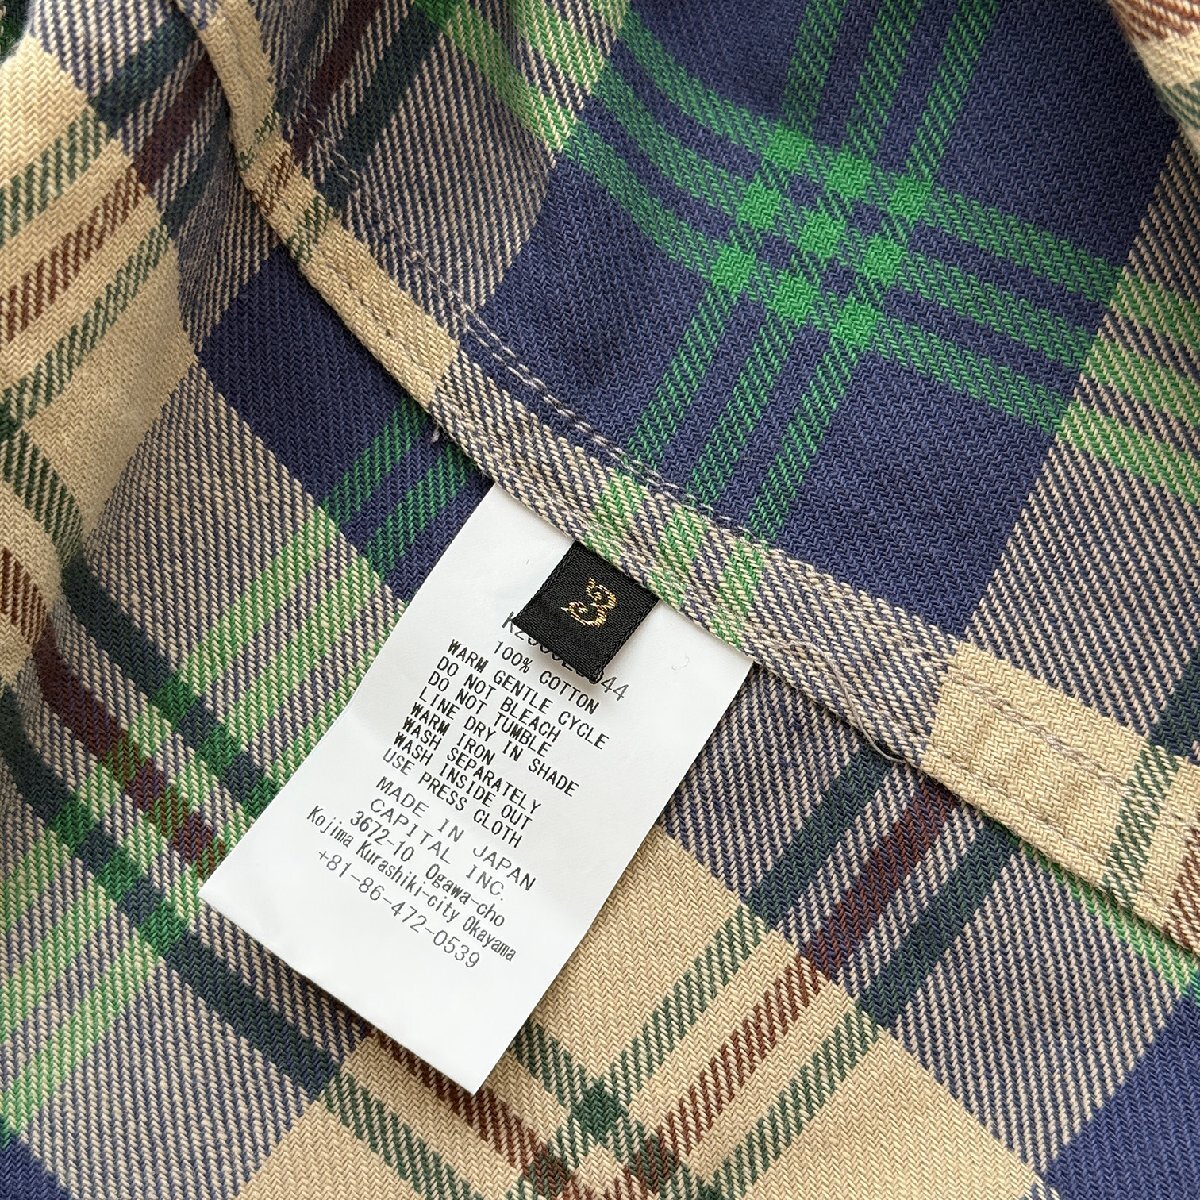 3
100% COTTON
WARM GENTLE CYCLE
DO NOT BLEACH
DO NOT TUMBLE
LINE DRY IN SHADE
WARM IRON
WASH SEPARATELY
WASH INSIDE OUT
USE PRESS CLOTH
MADE IN JAPAN
CAPITAL INC.
3672-10 Ogawa-cho
Kojima Kurashiki-city Okayama
+81-86-472-0539